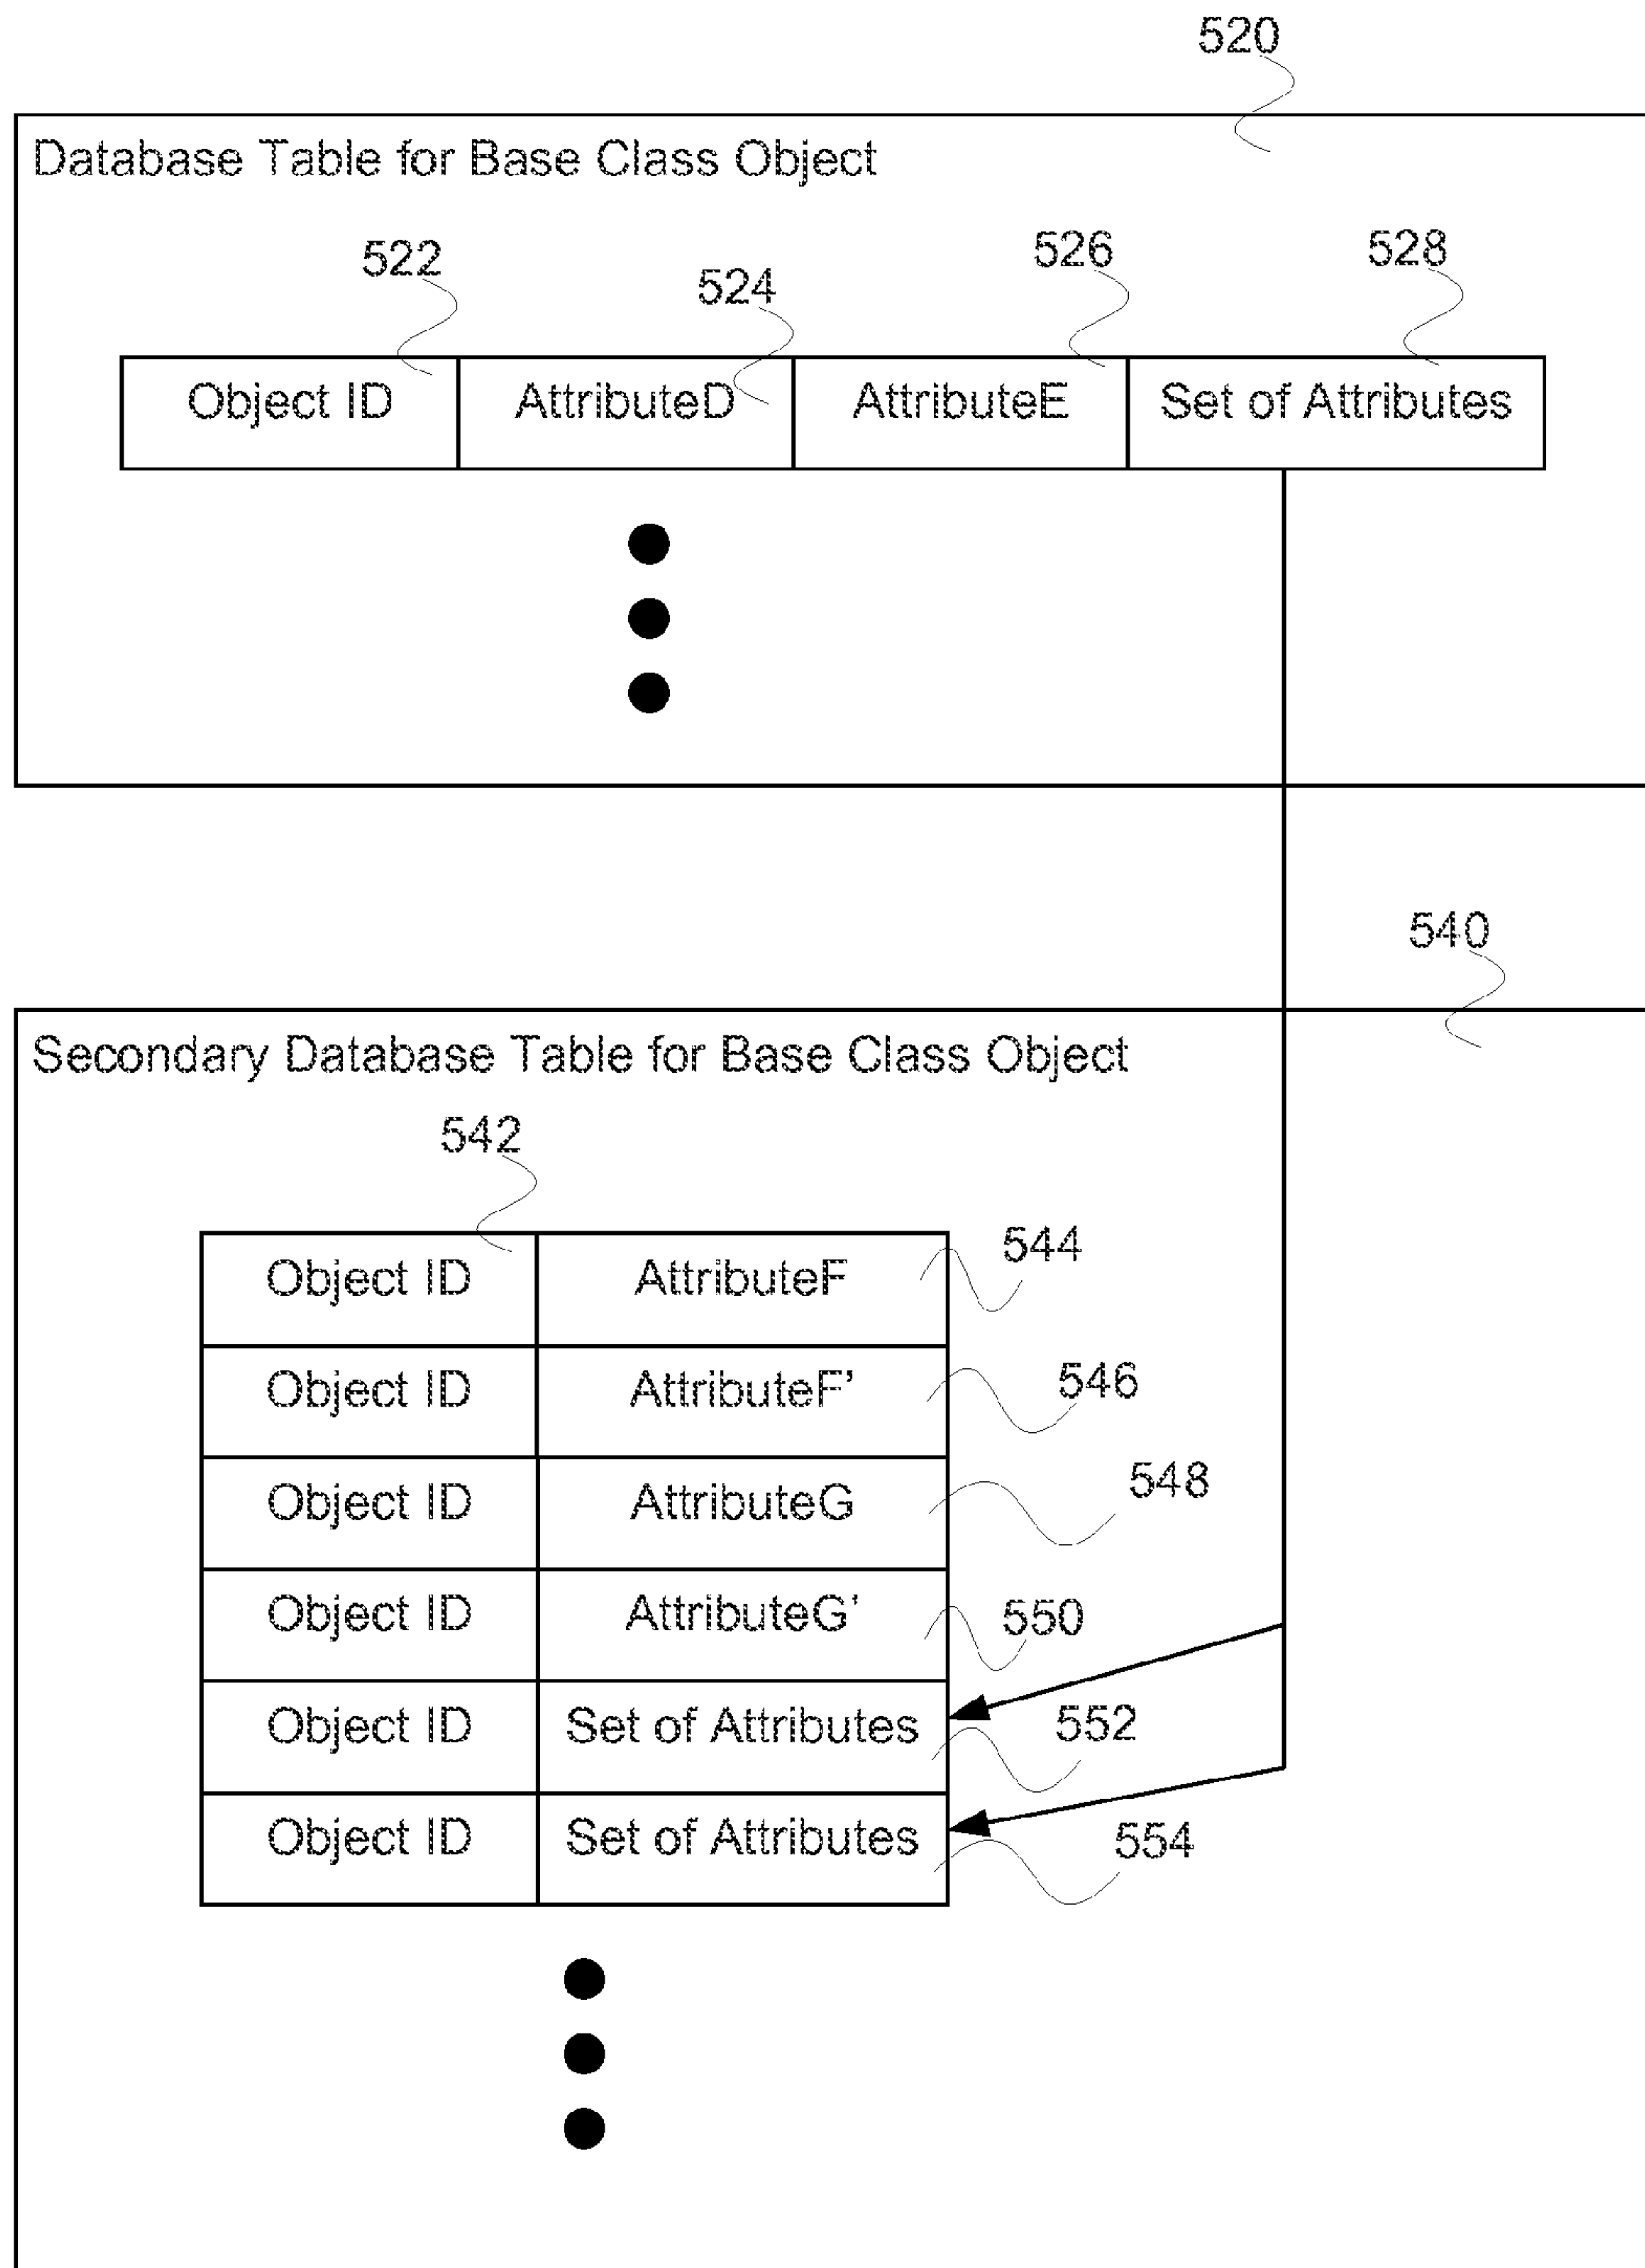 520
Database Table for Base Class Object
522
524
526
528
Object ID AttributeD AttributeE Set of Attributes
540
Secondary Database Table for Base Class Object
542
Object ID AttributeF 544
Object ID AttributeF’ 546
Object ID AttributeG 548
Object ID AttributeG’ 550
Object ID Set of Attributes 552
Object ID Set of Attributes 554